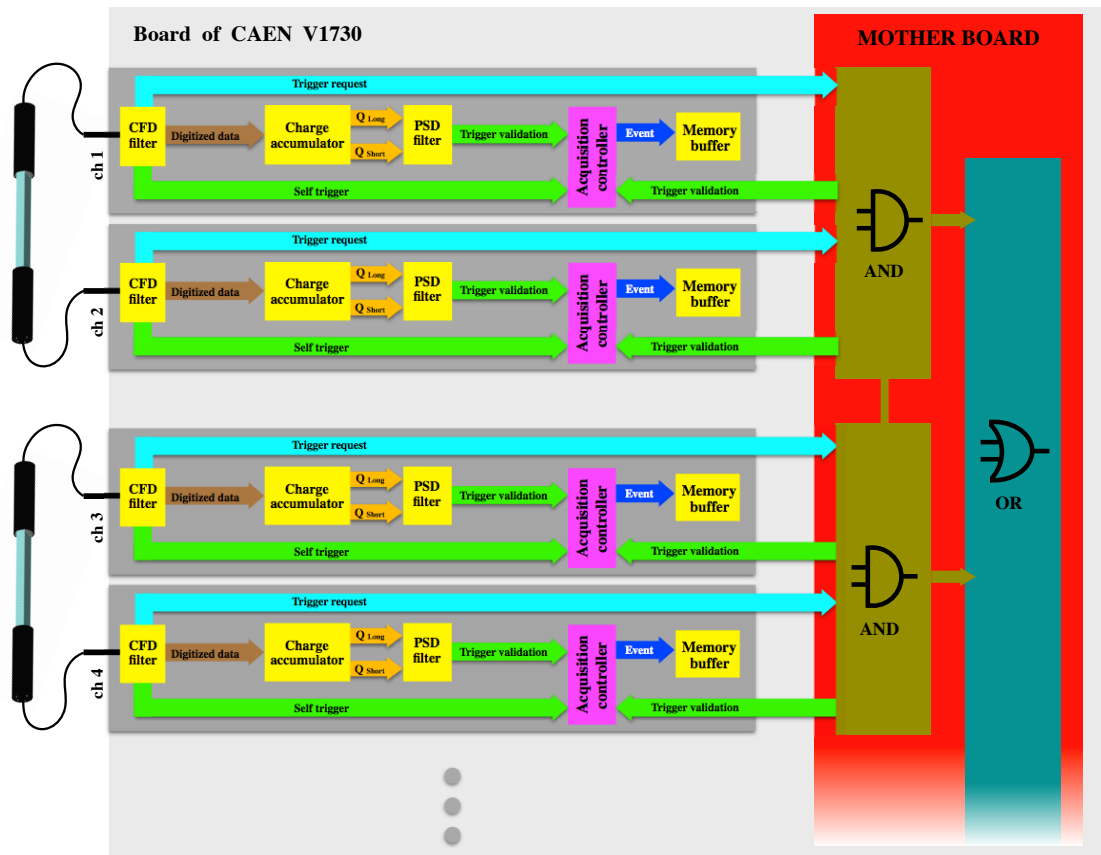 Board of CAEN V1730
MOTHER BOARD
ch 1
Trigger request
CFD
filter
Digitized data
Charge
accumulator
Q Long
Q Short
PSD
filter
Trigger validation
Acquisition
controller
Event
Memory
buffer
Self trigger
Trigger validation
ch 2
Trigger request
CFD
filter
Digitized data
Charge
accumulator
Q Long
Q Short
PSD
filter
Trigger validation
Acquisition
controller
Event
Memory
buffer
Self trigger
Trigger validation
AND
ch 3
Trigger request
CFD
filter
Digitized data
Charge
accumulator
Q Long
Q Short
PSD
filter
Trigger validation
Acquisition
controller
Event
Memory
buffer
Self trigger
Trigger validation
OR
ch 4
Trigger request
CFD
filter
Digitized data
Charge
accumulator
Q Long
Q Short
PSD
filter
Trigger validation
Acquisition
controller
Event
Memory
buffer
Self trigger
Trigger validation
AND